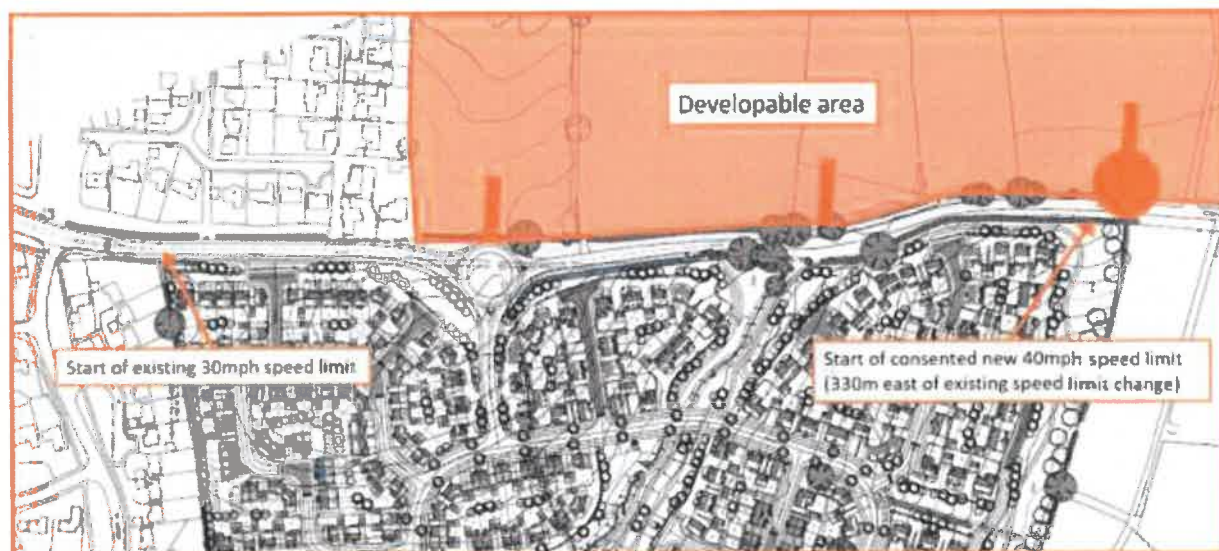 Developable area
Start of existing 30mph speed limit
Start of consented new 40mph speed limit
(330m east of existing speed limit change)